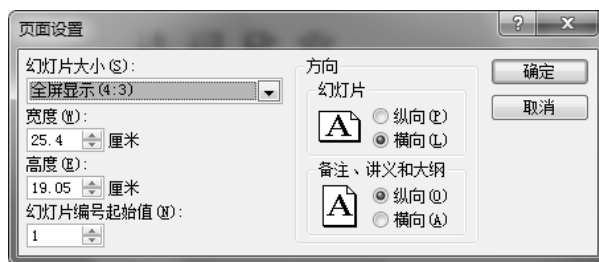 页面设置
幻灯片大小(S):
全屏显示(4:3)
宽度(W):
25.4 厘米
高度(E):
19.05 厘米
幻灯片编号起始值(N):
1
方向
幻灯片
A
纵向(P)
横向(L)
备注、讲义和大纲
A
纵向(O)
横向(A)
确定
取消